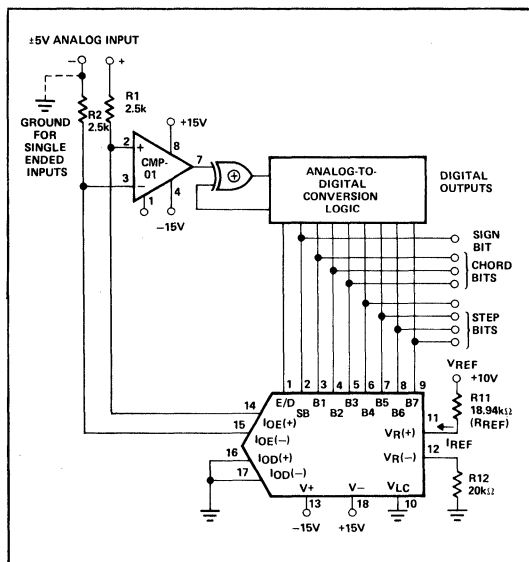 ±5V ANALOG INPUT
− +
R1
2.5k
R2
2.5k
GROUND
FOR
SINGLE
ENDED
INPUTS
+15V
8
2 +
CMP-
01
7
3 −
1 4
−15V
+
ANALOG-TO-
DIGITAL
CONVERSION
LOGIC
DIGITAL
OUTPUTS
SIGN
BIT
CHORD
BITS
STEP
BITS
VREF
+10V
R11
18.94kΩ
(RREF)
IREF
1 2 3 4 5 6 7 8 9
E/D SB B1 B2 B3 B4 B5 B6 B7
14 IOE(+)
15 IOE(−)
16 IOD(+)
17 IOD(−)
11 VR(+)
12 VR(−)
R12
20kΩ
V+ V− VLC
13 18 10
−15V +15V